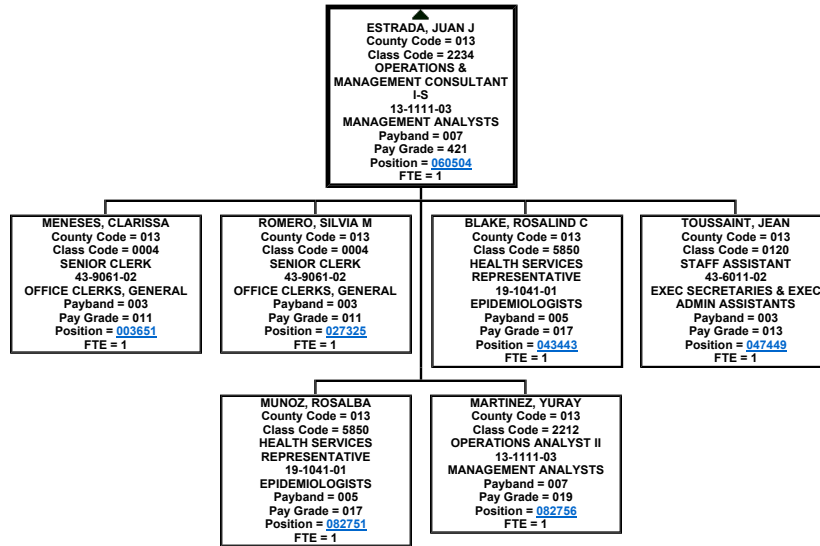 ESTRADA, JUAN J
County Code = 013
Class Code = 2234
OPERATIONS &
MANAGEMENT CONSULTANT
I-S
13-1111-03
MANAGEMENT ANALYSTS
Payband = 007
Pay Grade = 421
Position = 060504
FTE = 1
MENESES, CLARISSA
County Code = 013
Class Code = 0004
SENIOR CLERK
43-9061-02
OFFICE CLERKS, GENERAL
Payband = 003
Pay Grade = 011
Position = 003651
FTE = 1
ROMERO, SILVIA M
County Code = 013
Class Code = 0004
SENIOR CLERK
43-9061-02
OFFICE CLERKS, GENERAL
Payband = 003
Pay Grade = 011
Position = 027325
FTE = 1
BLAKE, ROSALIND C
County Code = 013
Class Code = 5850
HEALTH SERVICES
REPRESENTATIVE
19-1041-01
EPIDEMIOLOGISTS
Payband = 005
Pay Grade = 017
Position = 043443
FTE = 1
TOUSSAINT, JEAN
County Code = 013
Class Code = 0120
STAFF ASSISTANT
43-6011-02
EXEC SECRETARIES & EXEC
ADMIN ASSISTANTS
Payband = 003
Pay Grade = 013
Position = 047449
FTE = 1
MUNOZ, ROSALBA
County Code = 013
Class Code = 5850
HEALTH SERVICES
REPRESENTATIVE
19-1041-01
EPIDEMIOLOGISTS
Payband = 005
Pay Grade = 017
Position = 082751
FTE = 1
MARTINEZ, YURAY
County Code = 013
Class Code = 2212
OPERATIONS ANALYST II
13-1111-03
MANAGEMENT ANALYSTS
Payband = 007
Pay Grade = 019
Position = 082756
FTE = 1